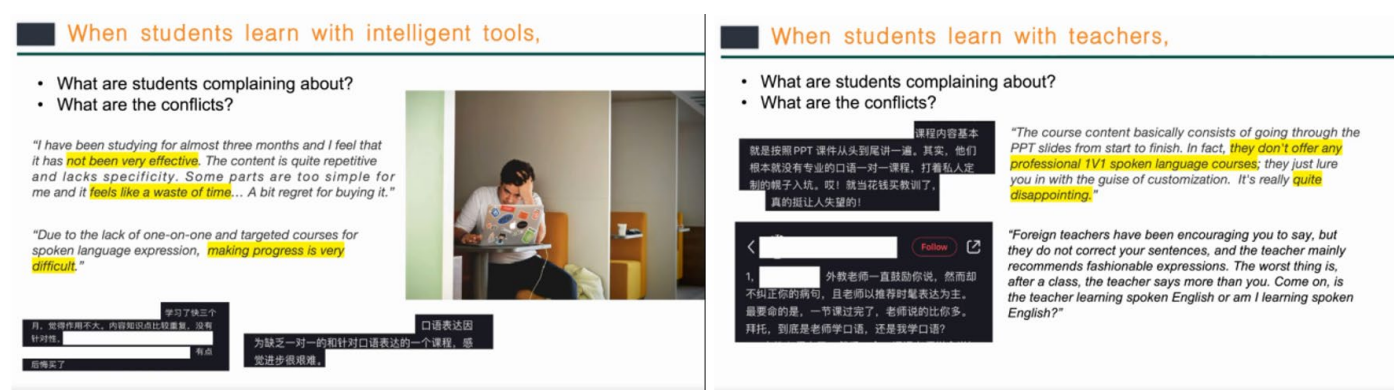 When students learn with intelligent tools,
• What are students complaining about?
• What are the conflicts?
“I have been studying for almost three months and I feel that
it has not been very effective. The content is quite repetitive
and lacks specificity. Some parts are too simple for
me and it feels like a waste of time… A bit regret for buying it.”
“Due to the lack of one-on-one and targeted courses for
spoken language expression, making progress is very
difficult.”
学习了快三个
月，觉得作用不大。内容知识点比较重复，没有
针对性，
有点
后悔买了
口语表达因
为缺乏一对一的和针对口语表达的一个课程，感
觉进步很艰难。
When students learn with teachers,
• What are students complaining about?
• What are the conflicts?
课程内容基本
就是按照PPT 课件从头到尾讲一遍。其实，他们
根本就没有专业的口语一对一课程，打着私人定
制的幌子入坑。哎！就当花钱买教训了，
真的挺让人失望的！
“The course content basically consists of going through the
PPT slides from start to finish. In fact, they don't offer any
professional 1V1 spoken language courses; they just lure
you in with the guise of customization. It's really quite
disappointing.”
Follow
1,
外教老师一直鼓励你说，然而却
不纠正你的病句，且老师以推荐时髦表达为主。
最要命的是，一节课过完了，老师说的比你多。
拜托，到底是老师学口语，还是我学口语？
“Foreign teachers have been encouraging you to say, but
they do not correct your sentences, and the teacher mainly
recommends fashionable expressions. The worst thing is,
after a class, the teacher says more than you. Come on, is
the teacher learning spoken English or am I learning spoken
English?”